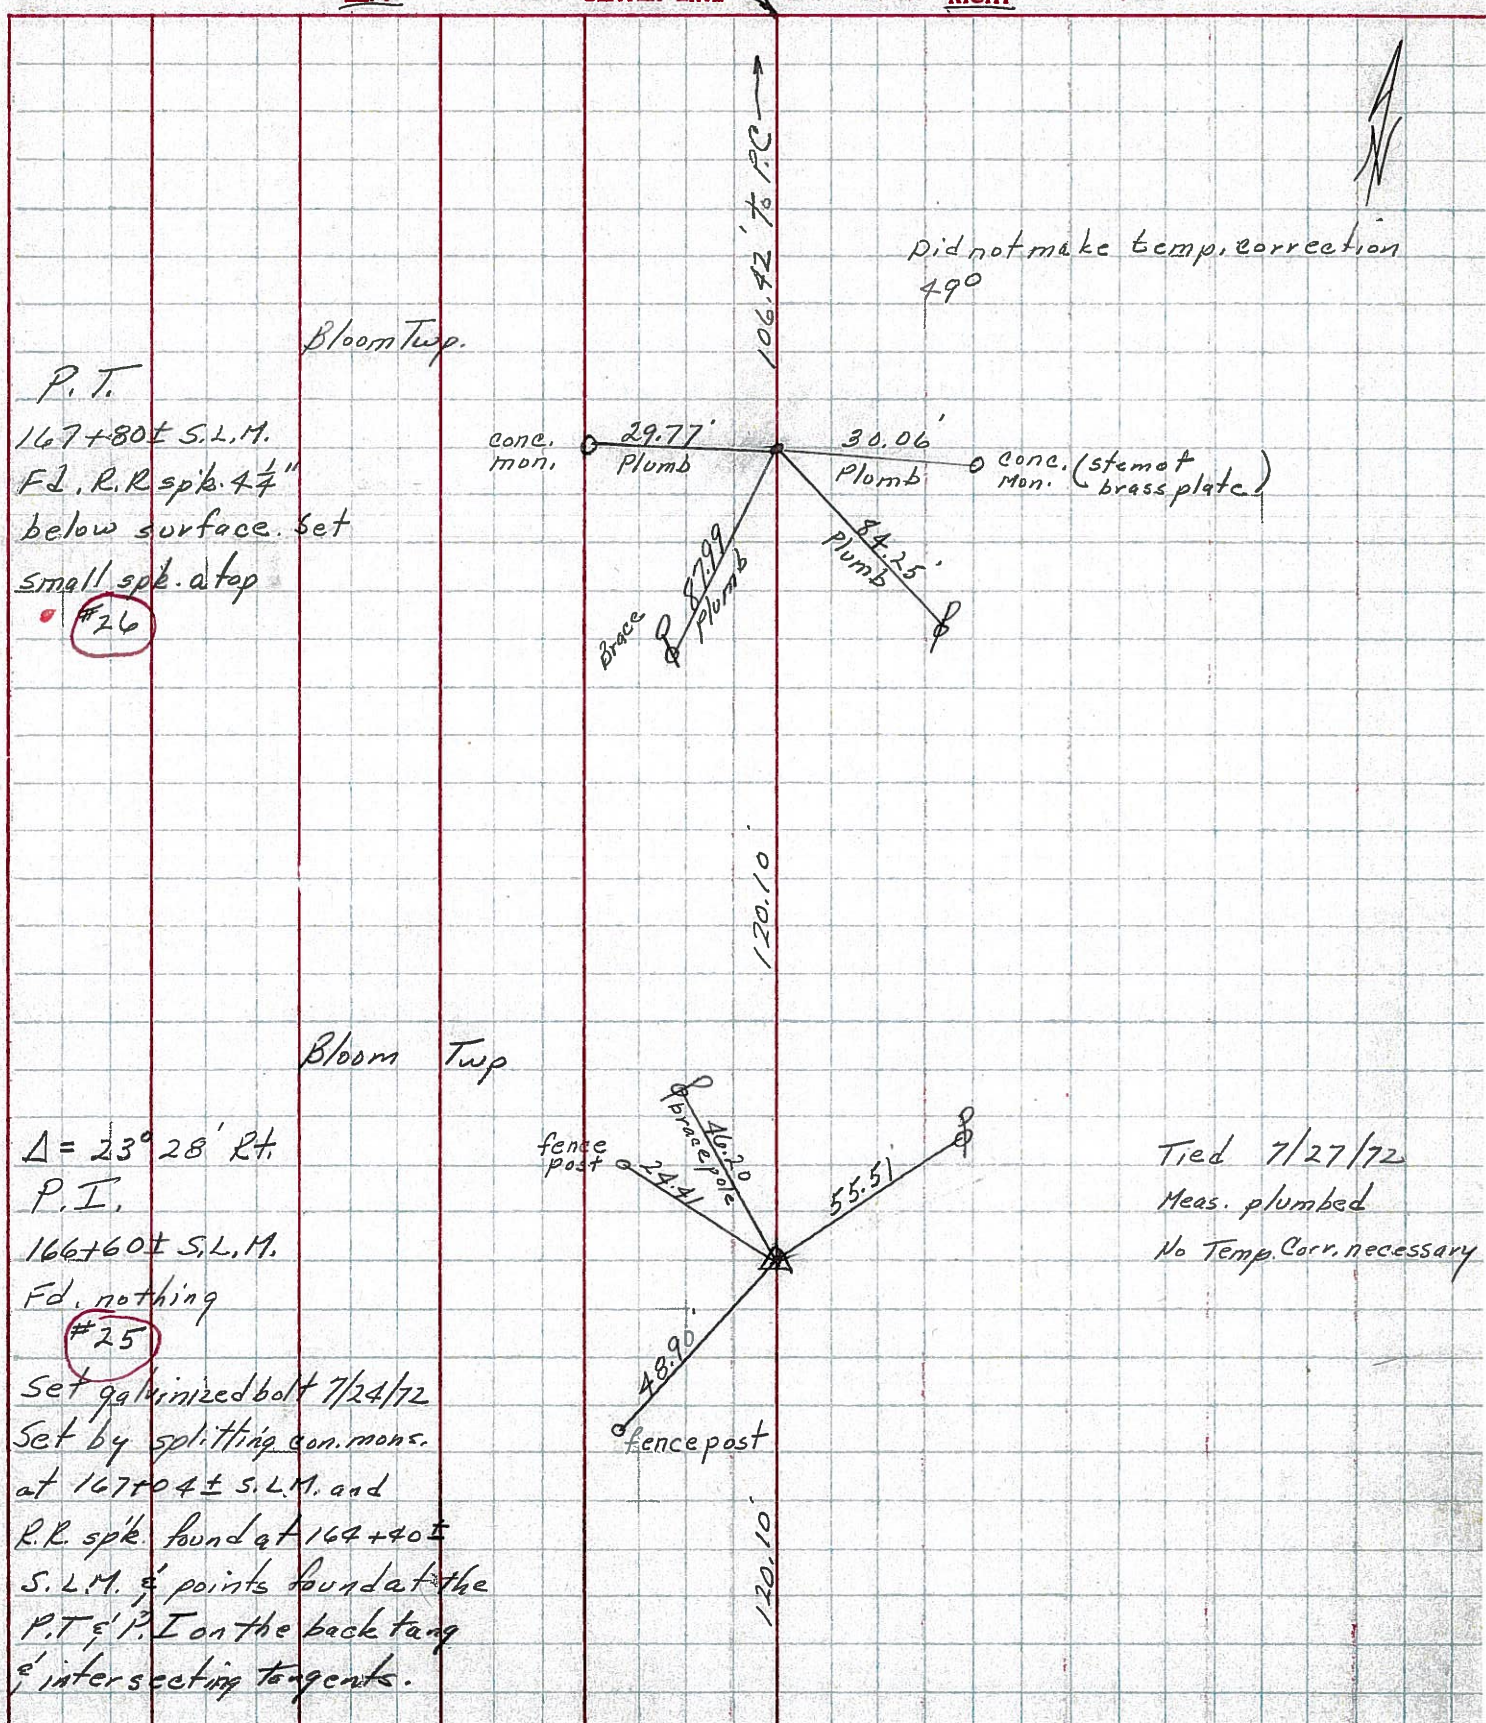 106.42' to P.C →
Did not make temp. correction
49°
Bloom Twp.
P. T.
167+80± S.L.M.
Fd. R.R spk. 4 1/4"
below surface. Set
small spk. atop
#26
conc.
mon.
29.77'
Plumb
30.06'
Plumb
conc.
Mon.
(stem of
brass plate)
87.99
Plumb
Brace
84.25'
Plumb
120.10'
Bloom Twp
Δ = 23° 28' Rt.
P. I.
166+60± S.L.M.
Fd. nothing
#25
Set galvinized bolt 7/24/72
Set by splitting con. mons.
at 167+04± S.L.M. and
R.R. spk. found at 164+40±
S.L.M. & points found at the
P.T & P.I on the back tang
& intersecting tangents.
fence
post
24.41
46.20
brace pole
55.51'
48.90'
fence post
Tied 7/27/72
Meas. plumbed
No Temp. Corr. necessary
120.10'